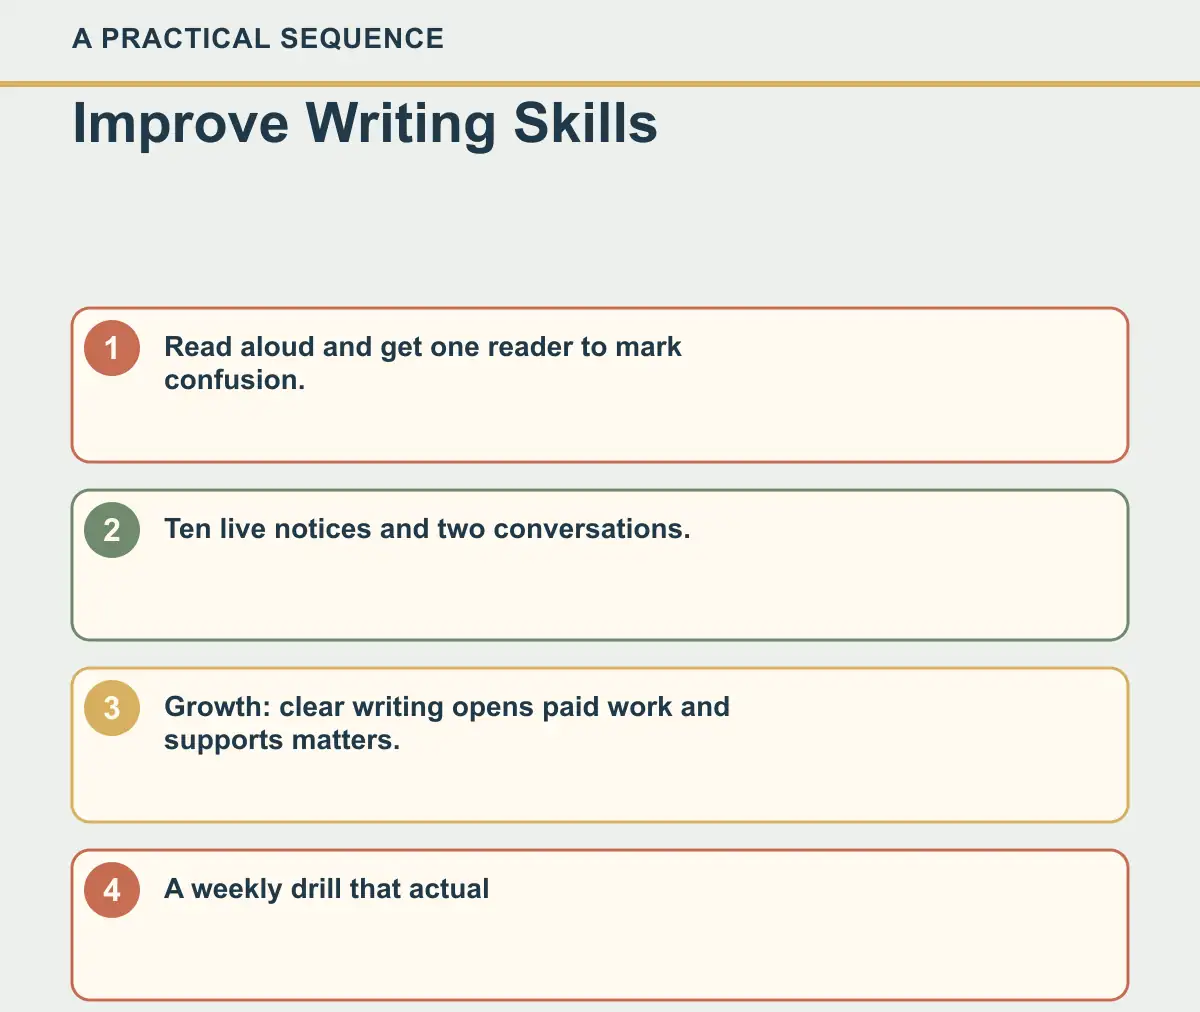 A PRACTICAL SEQUENCE
Improve Writing Skills
1
Read aloud and get one reader to mark
confusion.
2
Ten live notices and two conversations.
3
Growth: clear writing opens paid work and
supports matters.
4
A weekly drill that actual